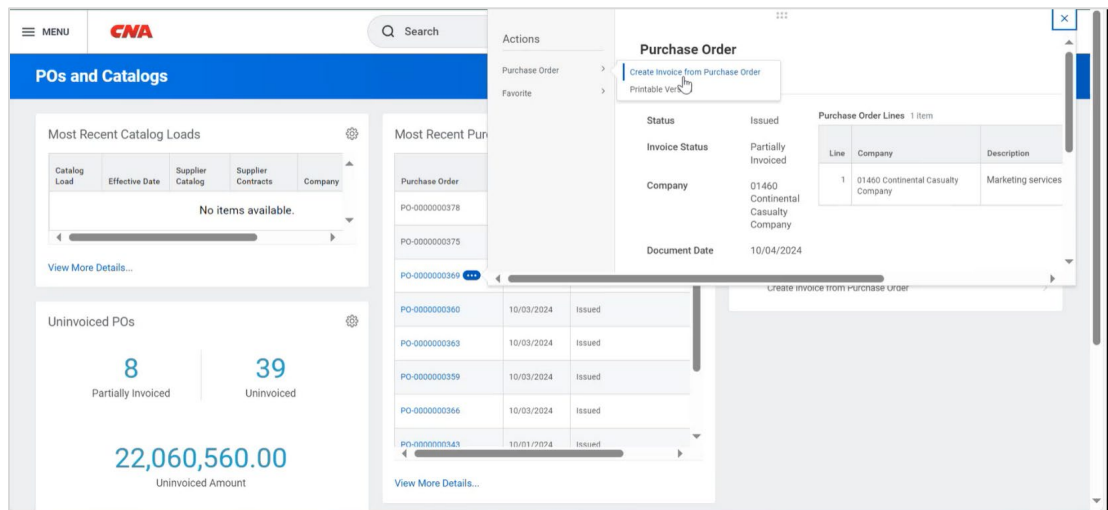 MENU
CNA
Search
POs and Catalogs
Most Recent Catalog Loads
Catalog Load
Effective Date
Supplier Catalog
Supplier Contracts
Company
No items available.
View More Details...
Uninvoiced POs
8
Partially Invoiced
39
Uninvoiced
22,060,560.00
Uninvoiced Amount
Most Recent Pur
Purchase Order
PO-0000000378
PO-0000000375
PO-0000000369
PO-0000000360 10/03/2024 Issued
PO-0000000363 10/03/2024 Issued
PO-0000000359 10/03/2024 Issued
PO-0000000366 10/03/2024 Issued
PO-0000000343 10/01/2024 Issued
View More Details...
Actions
Purchase Order
Favorite
Purchase Order
Create Invoice from Purchase Order
Printable Vers
Status Issued
Invoice Status Partially Invoiced
Company 01460 Continental Casualty Company
Document Date 10/04/2024
Purchase Order Lines 1 item
Line Company Description
1 01460 Continental Casualty Company Marketing services
Create Invoice from Purchase Order